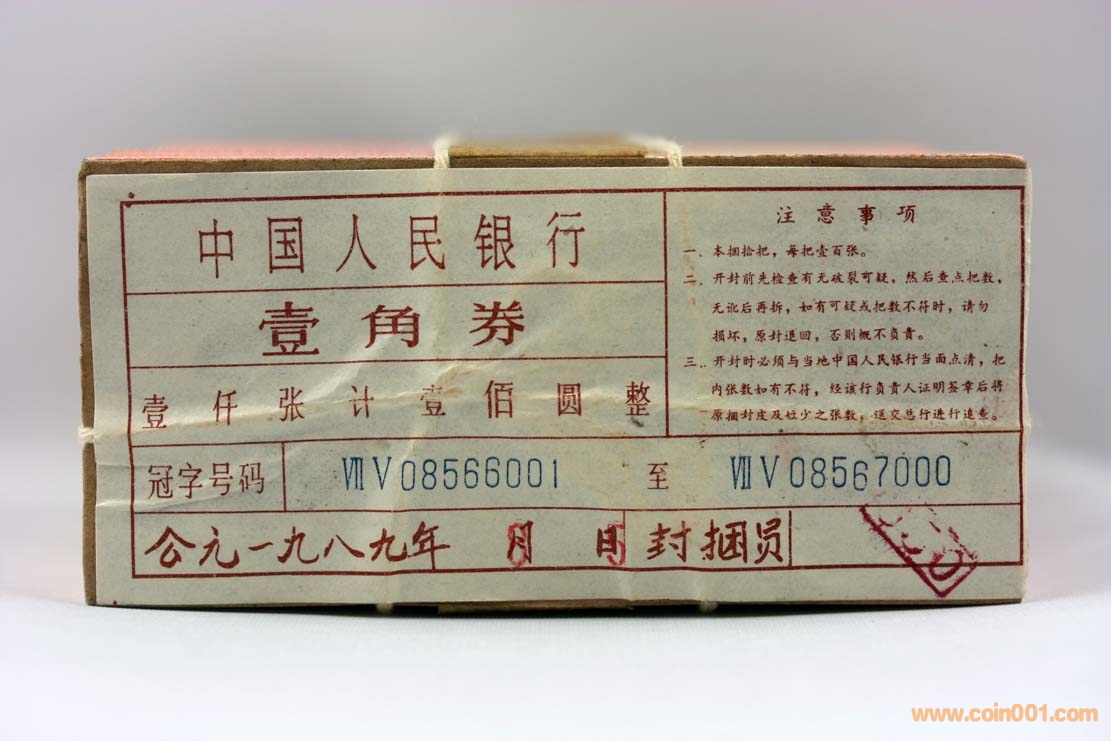 中国人民银行
壹角券
壹仟张计壹佰圆整
注意事项
一．本捆拾把，每把壹百张。
二．开封前先检查有无破裂可疑，然后查点把数，
无讹后再拆，如有可疑或把数不符时，请勿
损坏，原封退回，否则概不负责。
三．开封时必须与当地中国人民银行当面点清，把
内张数如有不符，经该行负责人证明签章后将
原捆封皮及短少之张数，送交总行进行追查。
冠字号码 ⅦV08566001 至 ⅦV08567000
公元一九八九年 月 日 封捆员
www.coin001.com